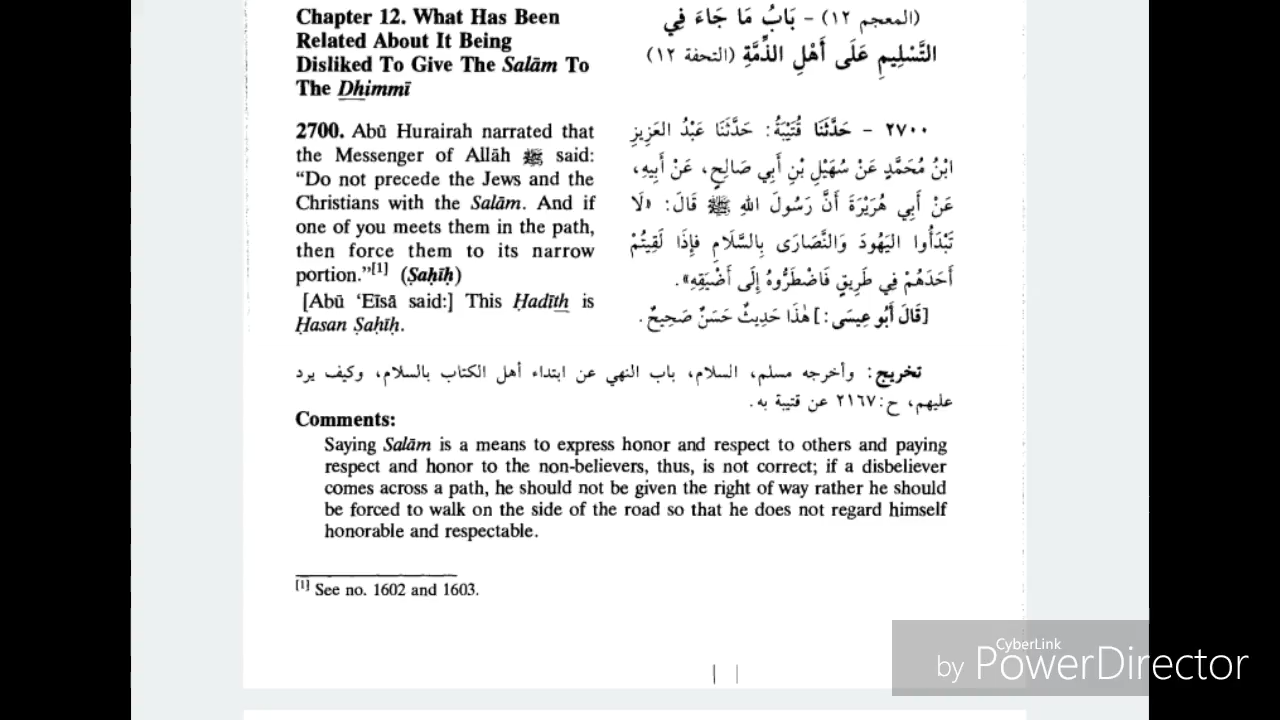 Chapter 12. What Has Been
Related About It Being
Disliked To Give The Salām To
The Dhimmī
(المعجم ١٢) - بَابُ مَا جَاءَ فِي
التَّسْلِيمِ عَلَى أَهْلِ الذِّمَّةِ (التحفة ١٢)
2700. Abū Hurairah narrated that
the Messenger of Allāh ﷺ said:
“Do not precede the Jews and the
Christians with the Salām. And if
one of you meets them in the path,
then force them to its narrow
portion.”[1] (Ṣaḥīḥ)
[Abū ‘Eīsā said:] This Ḥadīth is
Ḥasan Ṣaḥīḥ.
٢٧٠٠ - حَدَّثَنَا قُتَيْبَةُ: حَدَّثَنَا عَبْدُ العَزِيزِ
ابْنُ مُحَمَّدٍ عَنْ سُهَيْلِ بْنِ أَبِي صَالِحٍ، عَنْ أَبِيهِ،
عَنْ أَبِي هُرَيْرَةَ أَنَّ رَسُولَ اللهِ ﷺ قَالَ: «لَا
تَبْدَأُوا اليَهُودَ وَالنَّصَارَى بِالسَّلَامِ فَإِذَا لَقِيتُمْ
أَحَدَهُمْ فِي طَرِيقٍ فَاضْطَرُّوهُ إِلَى أَضْيَقِهِ».
[قَالَ أَبُو عِيسَى:] هٰذَا حَدِيثٌ حَسَنٌ صَحِيحٌ.
تخريج: وأخرجه مسلم، السلام، باب النهي عن ابتداء أهل الكتاب بالسلام، وكيف يرد
عليهم، ح: ٢١٦٧ عن قتيبة به.
Comments:
Saying Salām is a means to express honor and respect to others and paying
respect and honor to the non-believers, thus, is not correct; if a disbeliever
comes across a path, he should not be given the right of way rather he should
be forced to walk on the side of the road so that he does not regard himself
honorable and respectable.
[1] See no. 1602 and 1603.
CyberLink
by PowerDirector